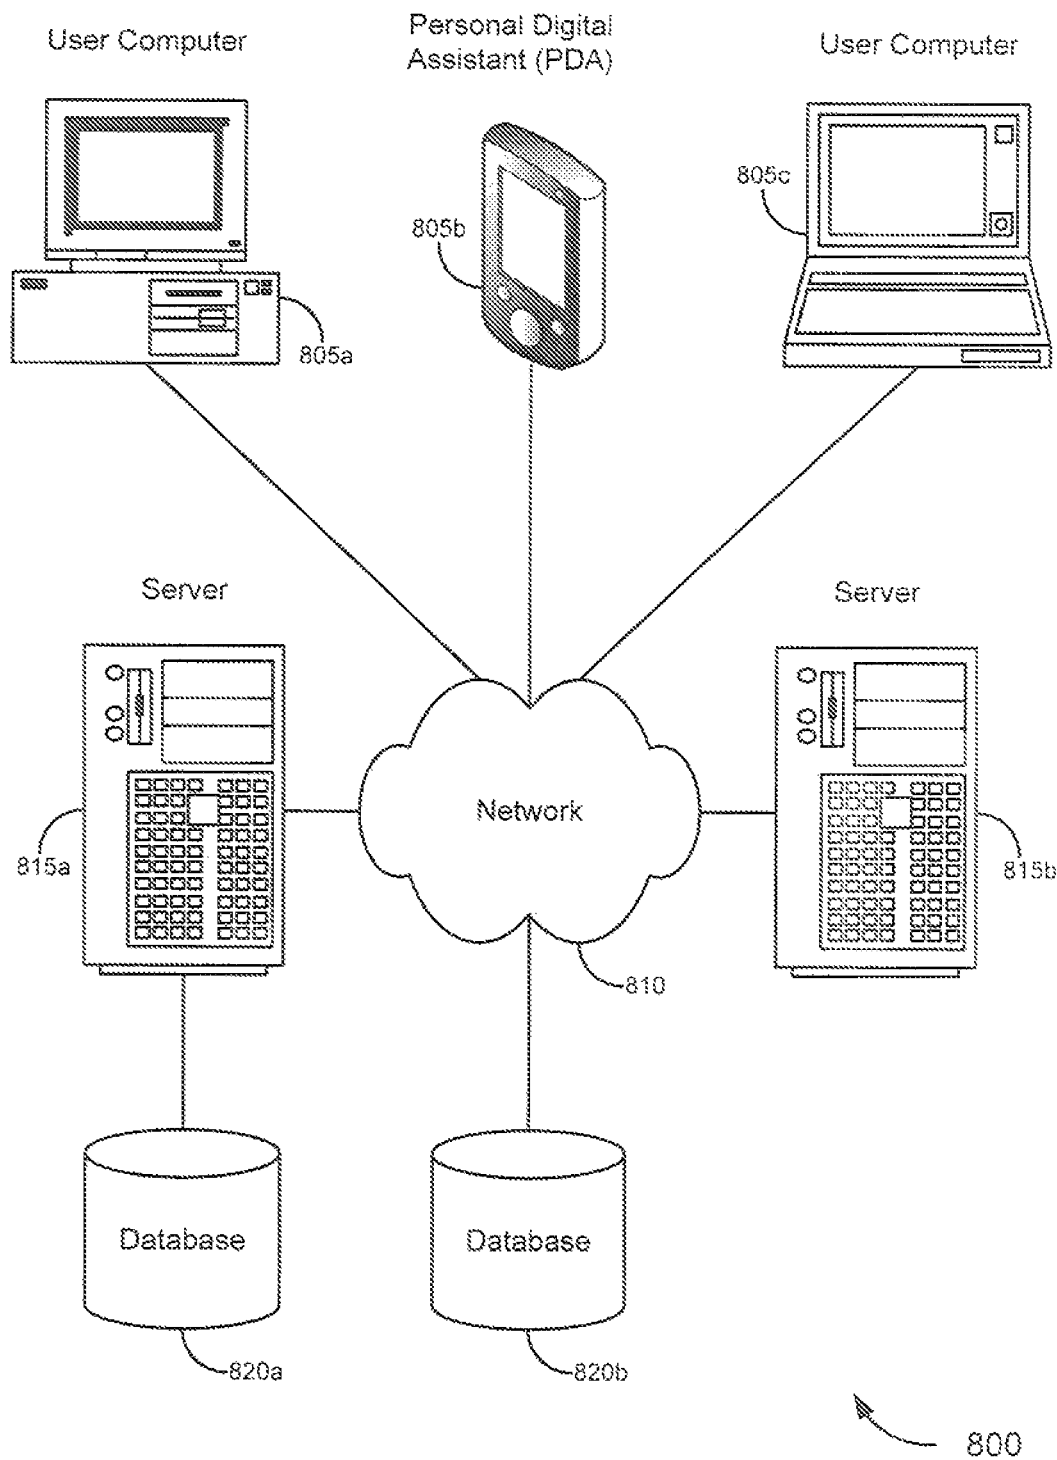 User Computer
Personal Digital
Assistant (PDA)
User Computer
805a
805b
805c
Server
Server
815a
Network
815b
810
Database
Database
820a
820b
800